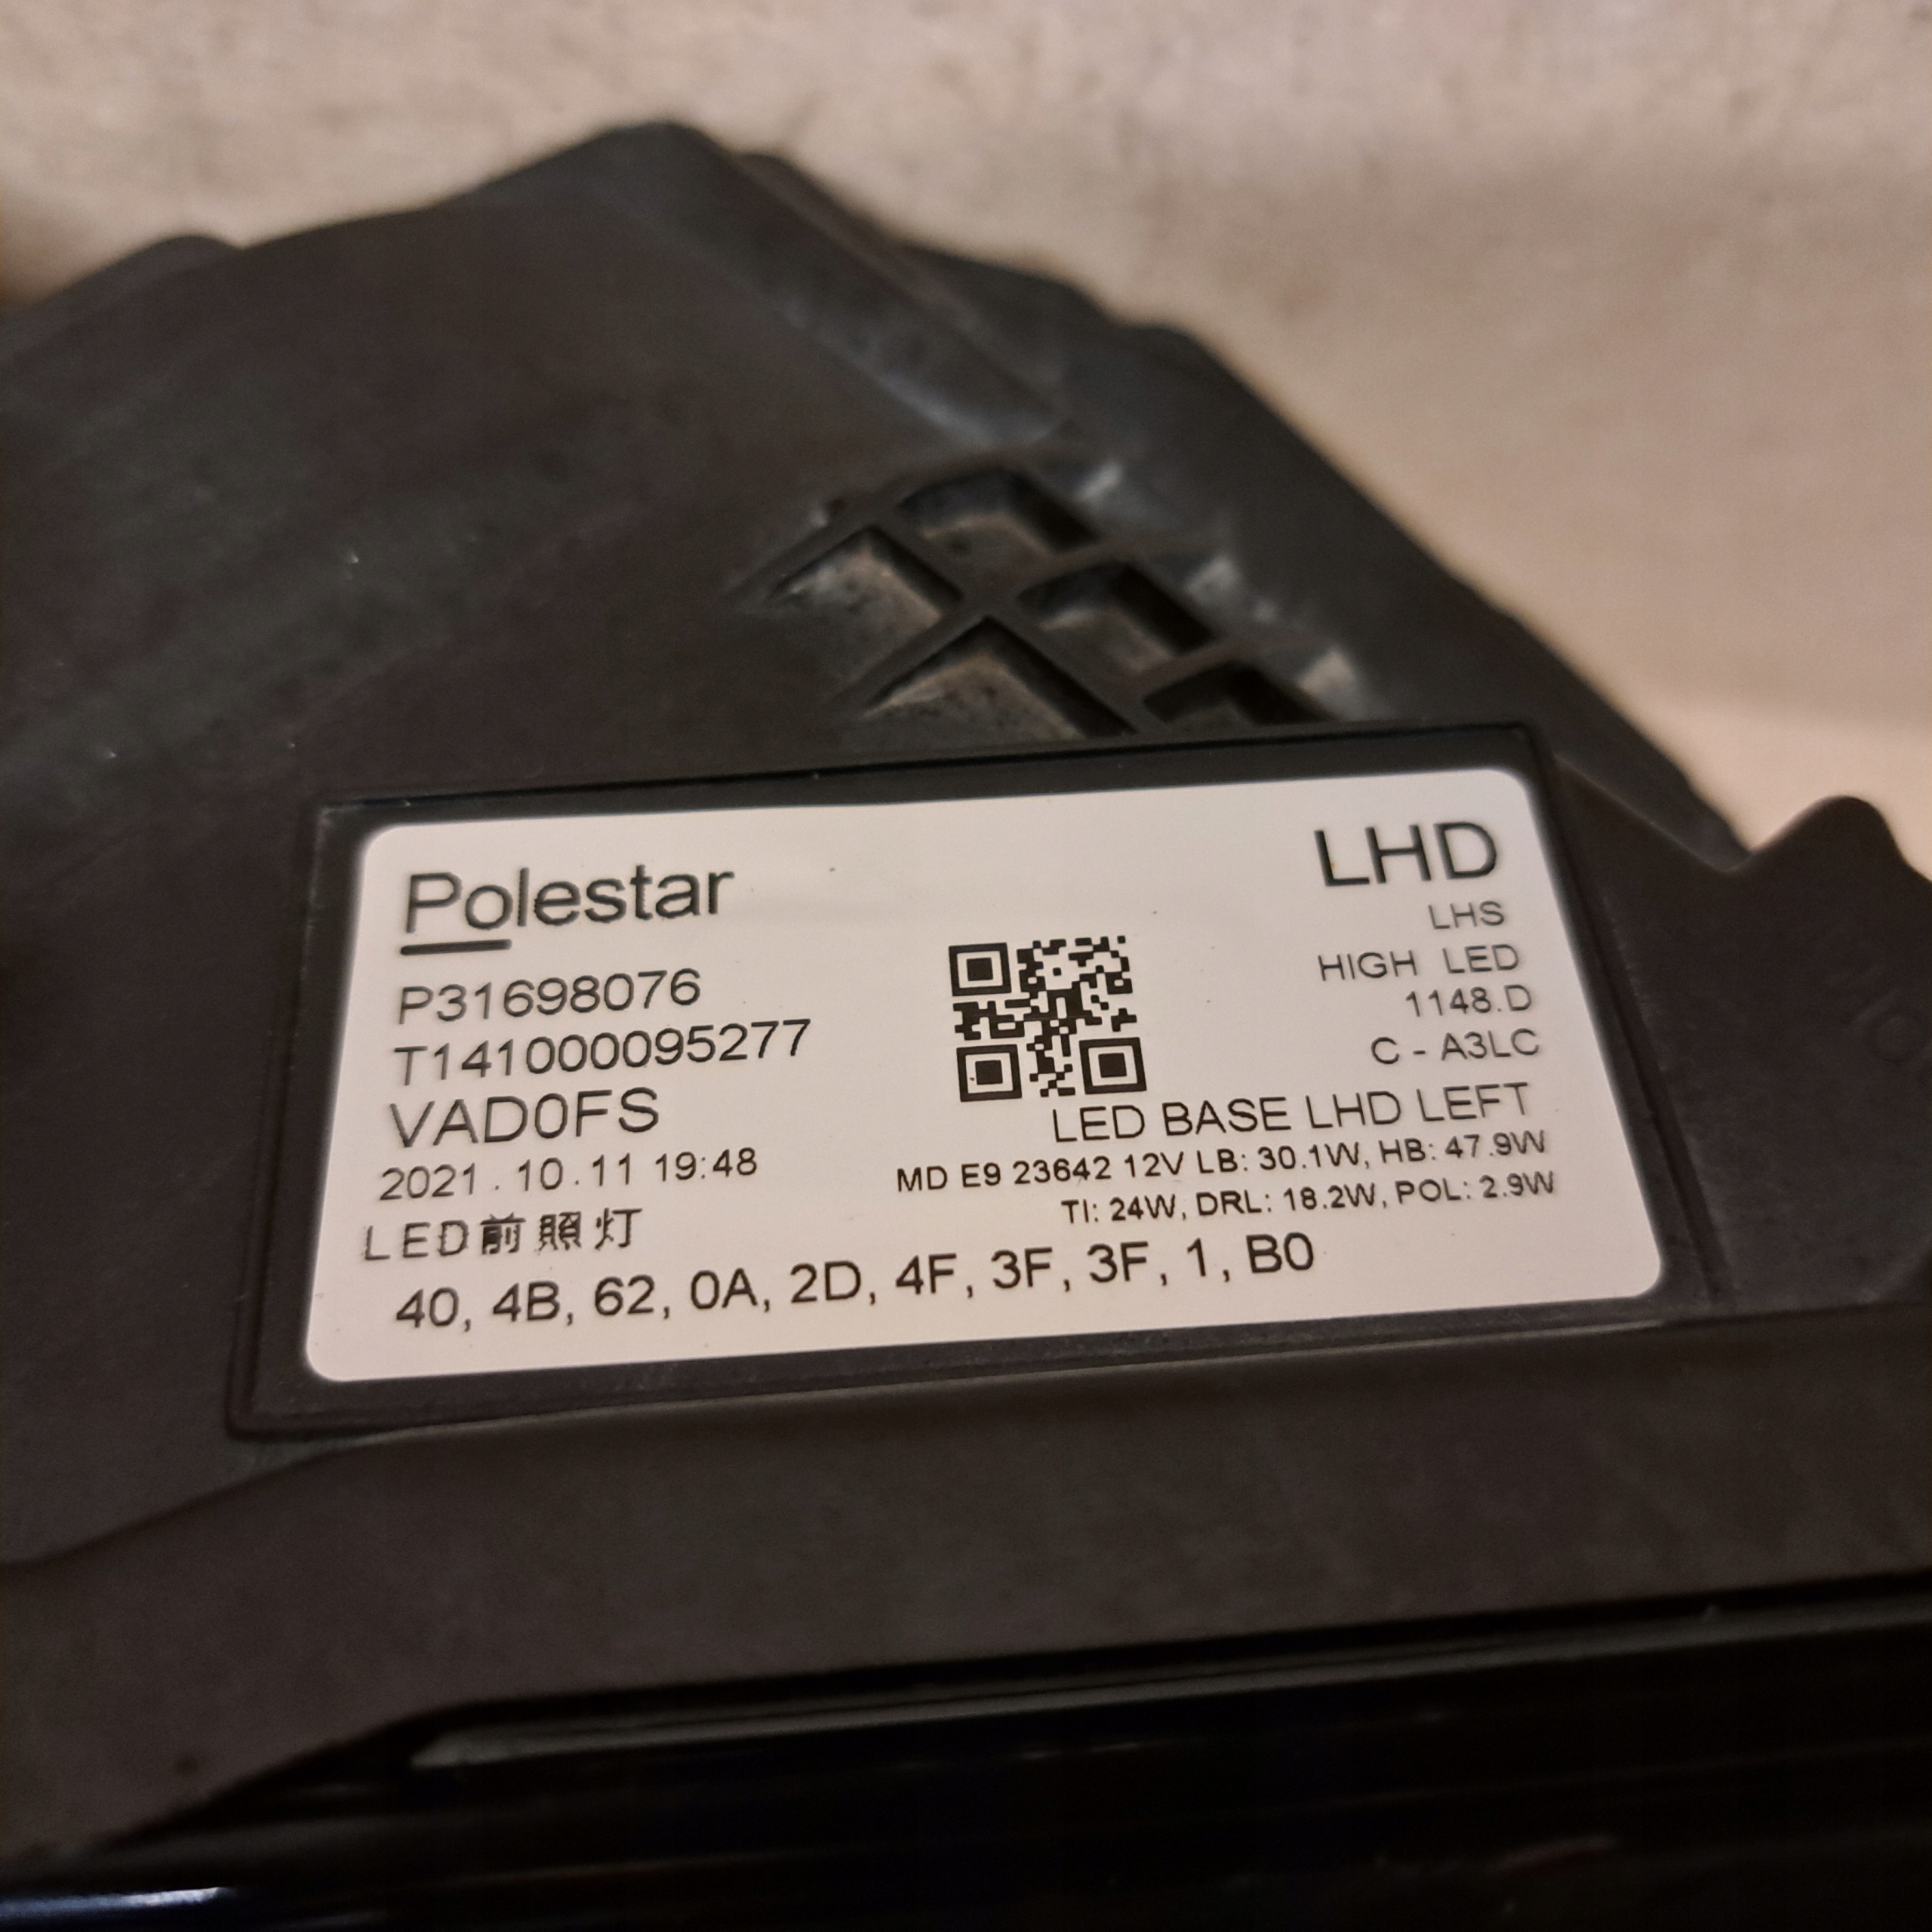 Polestar
P31698076
T141000095277
VAD0FS
2021.10.11 19:48
LED前照灯
LHD
LHS
HIGH LED
1148.D
C - A3LC
LED BASE LHD LEFT
MD E9 23642 12V LB: 30.1W, HB: 47.9W
TI: 24W, DRL: 18.2W, POL: 2.9W
40, 4B, 62, 0A, 2D, 4F, 3F, 3F, 1, B0